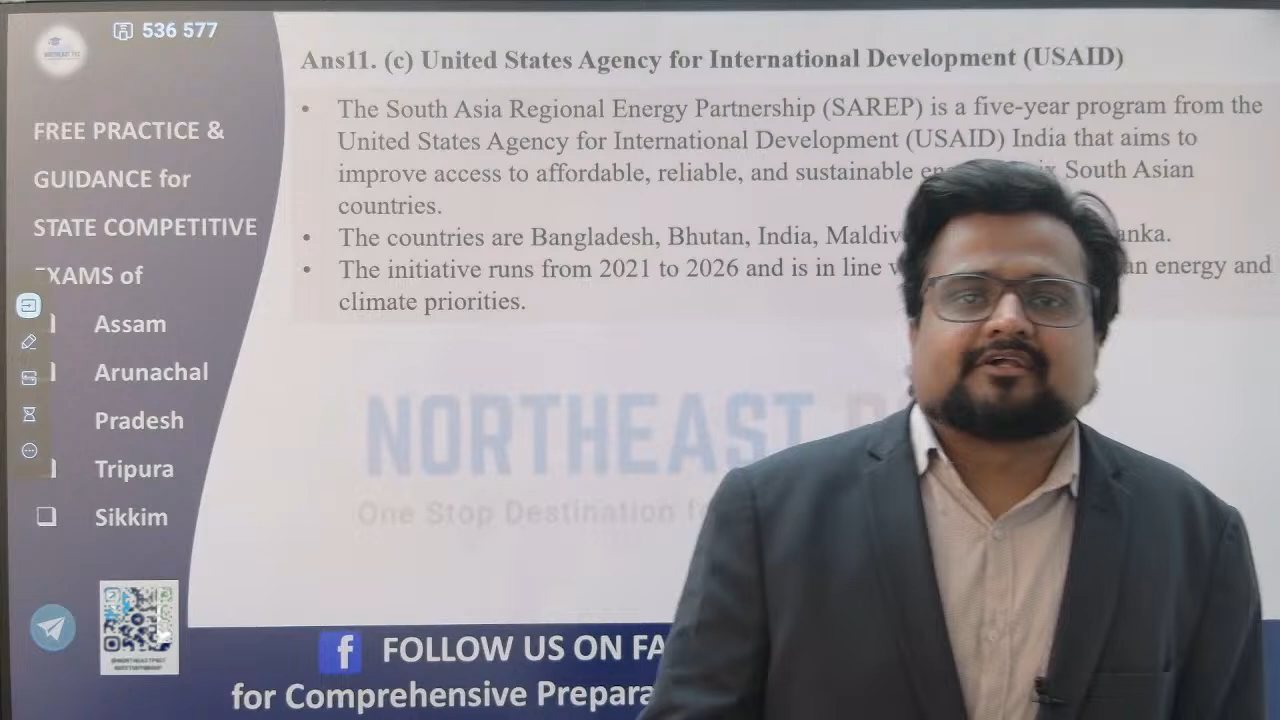 536 577
FREE PRACTICE &
GUIDANCE for
STATE COMPETITIVE
EXAMS of
Assam
Arunachal
Pradesh
Tripura
Sikkim
Ans11. (c) United States Agency for International Development (USAID)
• The South Asia Regional Energy Partnership (SAREP) is a five-year program from the
United States Agency for International Development (USAID) India that aims to
improve access to affordable, reliable, and sustainable South Asian
countries.
• The countries are Bangladesh, Bhutan, India,
• The initiative runs from 2021 to 2026 and is in line energy and
climate priorities.
NORTHEAST
One Stop Destination
FOLLOW US ON
for Comprehensive